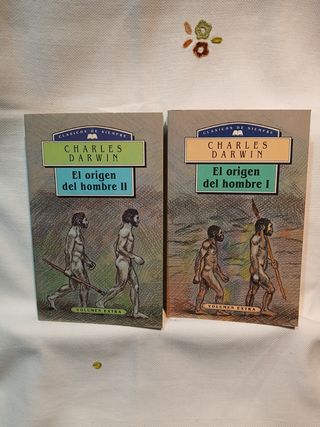 CLASICOS DE SIEMPRE
CHARLES
DARWIN
El origen
del hombre II
VOLUMEN EXTRA
CLASICOS DE SIEMPRE
CHARLES
DARWIN
El origen
del hombre I
VOLUMEN EXTRA